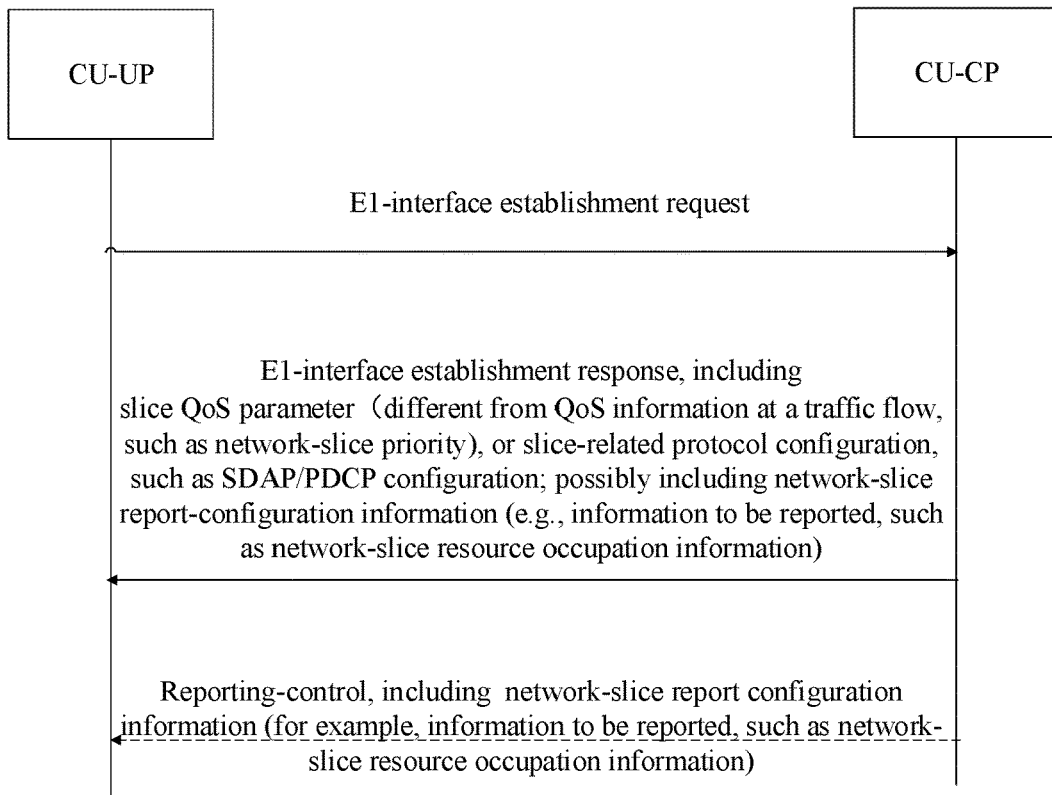 CU-UP
CU-CP
E1-interface establishment request
E1-interface establishment response, including
slice QoS parameter（different from QoS information at a traffic flow,
such as network-slice priority), or slice-related protocol configuration,
such as SDAP/PDCP configuration; possibly including network-slice
report-configuration information (e.g., information to be reported, such
as network-slice resource occupation information)
Reporting-control, including network-slice report configuration
information (for example, information to be reported, such as network-
slice resource occupation information)